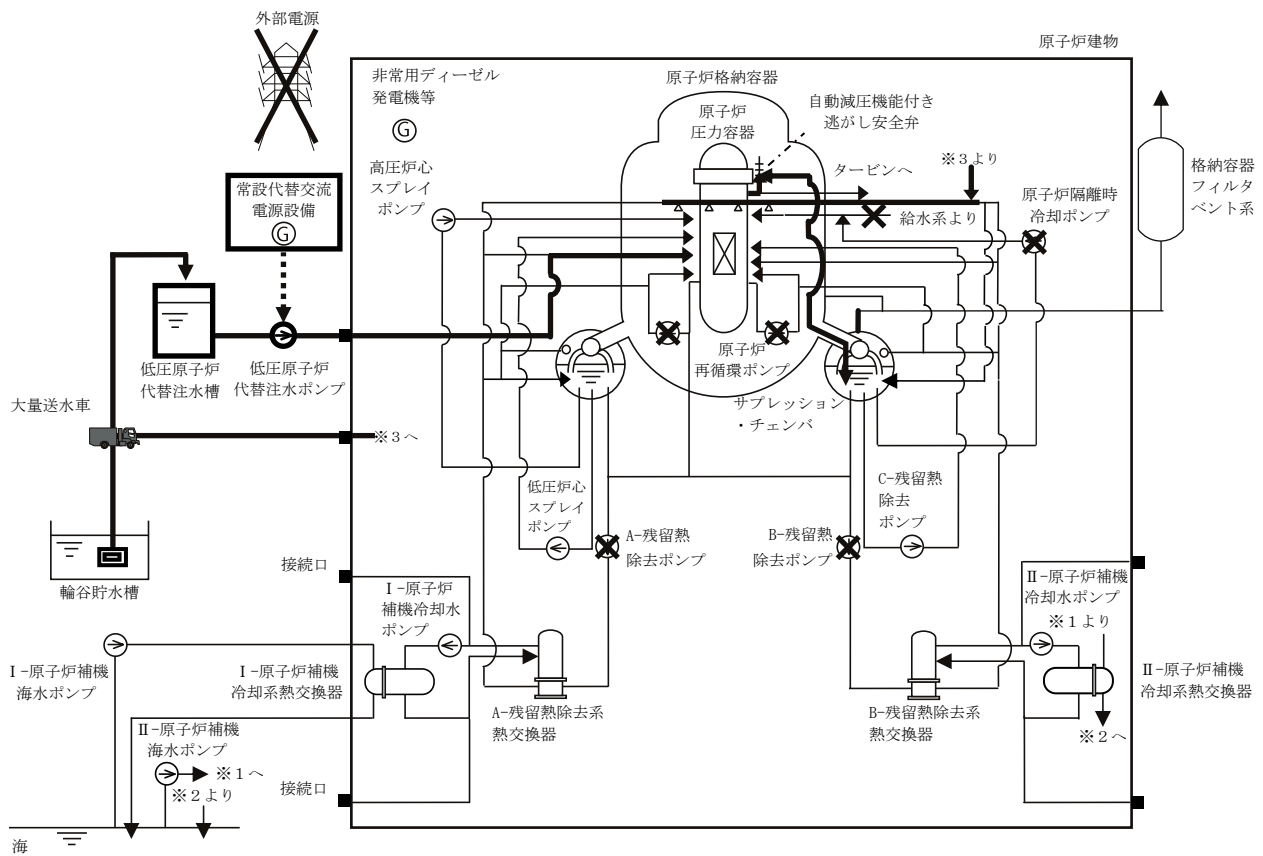 外部電源
原子炉建物
非常用ディーゼル
発電機等
G
原子炉格納容器
原子炉
圧力容器
自動減圧機能付き
逃がし安全弁
高圧炉心
スプレイ
ポンプ
タービンへ
※3より
格納容器
フィルタ
ベント系
常設代替交流
電源設備
G
原子炉隔離時
冷却ポンプ
給水系より
低圧原子炉
代替注水槽
低圧原子炉
代替注水ポンプ
原子炉
再循環ポンプ
大量送水車
※3へ
サプレッション
・チェンバ
低圧炉心
スプレイ
ポンプ
C-残留熱
除去
ポンプ
A-残留熱
除去ポンプ
B-残留熱
除去ポンプ
輪谷貯水槽
接続口
Ⅰ-原子炉
補機冷却水
ポンプ
Ⅱ-原子炉補機
冷却水ポンプ
※1より
Ⅰ-原子炉補機
海水ポンプ
Ⅰ-原子炉補機
冷却系熱交換器
Ⅱ-原子炉補機
冷却系熱交換器
A-残留熱除去系
熱交換器
B-残留熱除去系
熱交換器
※2へ
Ⅱ-原子炉補機
海水ポンプ
※1へ
※2より
接続口
海